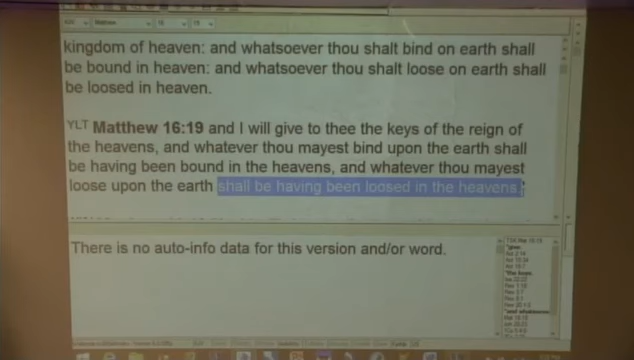 kingdom of heaven: and whatsoever thou shalt bind on earth shall
be bound in heaven: and whatsoever thou shalt loose on earth shall
be loosed in heaven.
YLT Matthew 16:19 and I will give to thee the keys of the reign of
the heavens, and whatever thou mayest bind upon the earth shall
be having been bound in the heavens, and whatever thou mayest
loose upon the earth shall be having been loosed in the heavens.'
There is no auto-info data for this version and/or word.
"give.
"the keys.